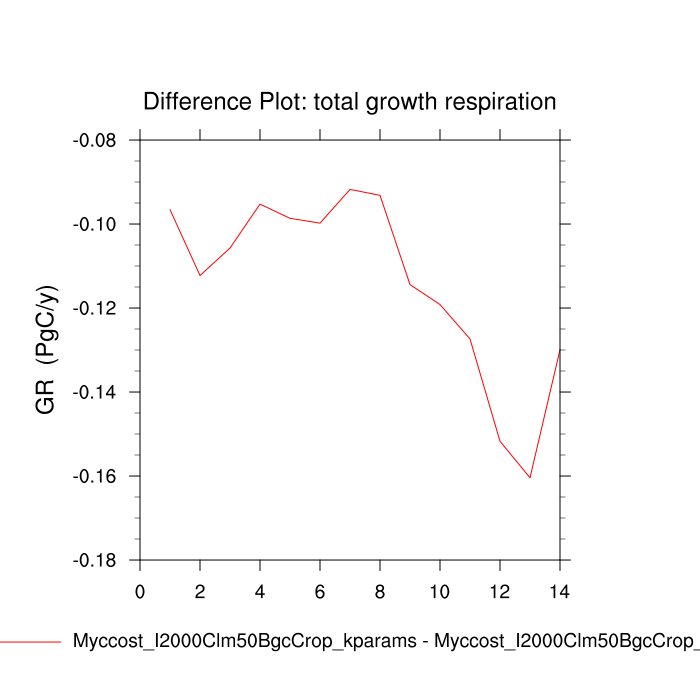 Difference Plot: total growth respiration
-0.08
-0.10
-0.12
-0.14
-0.16
-0.18
GR (PgC/y)
0 2 4 6 8 10 12 14
Myccost_I2000Clm50BgcCrop_kparams - Myccost_I2000Clm50BgcCrop_